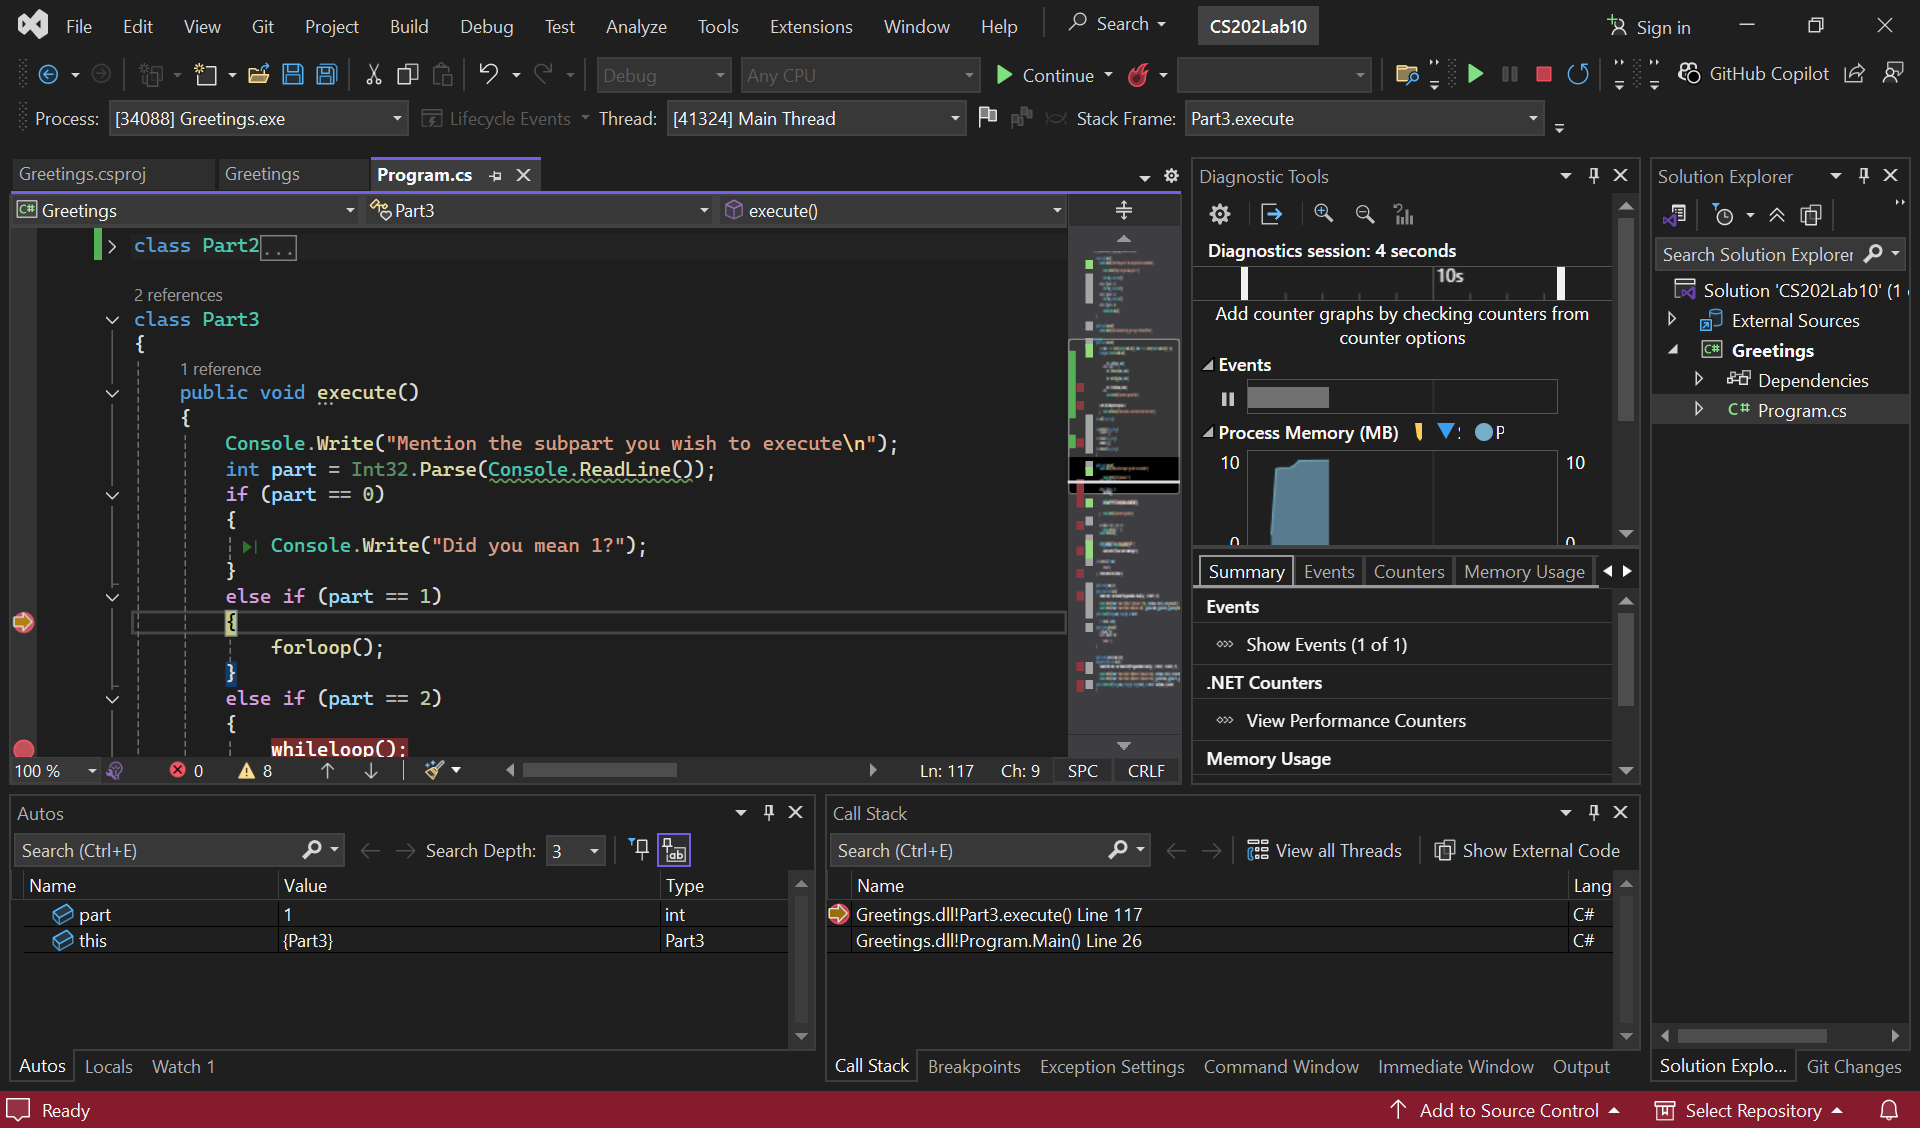 File Edit View Git Project Build Debug Test Analyze Tools Extensions Window Help Search CS202Lab10 Sign in
Debug Any CPU Continue GitHub Copilot
Process: [34088] Greetings.exe Lifecycle Events Thread: [41324] Main Thread Stack Frame: Part3.execute
Greetings.csproj Greetings Program.cs
Greetings Part3 execute()
class Part2...
2 references
class Part3
{
1 reference
public void execute()
{
Console.Write("Mention the subpart you wish to execute\n");
int part = Int32.Parse(Console.ReadLine());
if (part == 0)
{
Console.Write("Did you mean 1?");
}
else if (part == 1)
{
forloop();
}
else if (part == 2)
{
whileloop();
100 % 0 8 Ln: 117 Ch: 9 SPC CRLF
Diagnostic Tools
Diagnostics session: 4 seconds
10s
Add counter graphs by checking counters from
counter options
Events
Process Memory (MB) P
10 10
0 0
Summary Events Counters Memory Usage
Events
Show Events (1 of 1)
.NET Counters
View Performance Counters
Memory Usage
Solution Explorer
Search Solution Explorer
Solution 'CS202Lab10' (1
External Sources
C# Greetings
Dependencies
C# Program.cs
Autos
Search (Ctrl+E) Search Depth: 3
Name Value Type
part 1 int
this {Part3} Part3
Autos Locals Watch 1
Call Stack
Search (Ctrl+E) View all Threads Show External Code
Name Lang
Greetings.dll!Part3.execute() Line 117 C#
Greetings.dll!Program.Main() Line 26 C#
Call Stack Breakpoints Exception Settings Command Window Immediate Window Output
Solution Explo... Git Changes
Ready Add to Source Control Select Repository